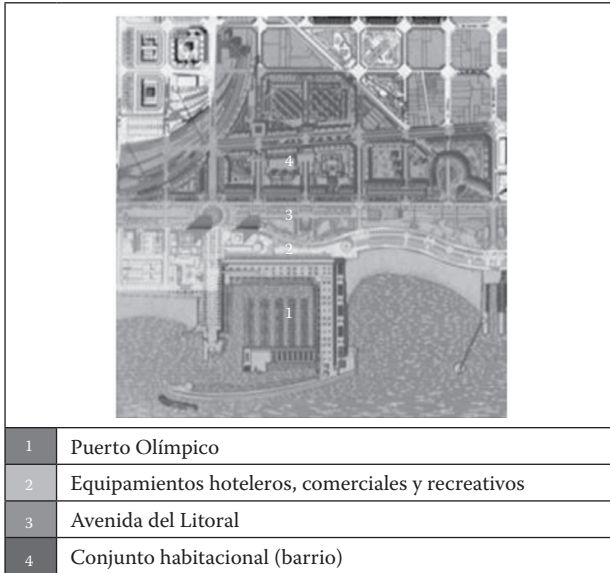 4
3
2
1
1 Puerto Olímpico
2 Equipamientos hoteleros, comerciales y recreativos
3 Avenida del Litoral
4 Conjunto habitacional (barrio)